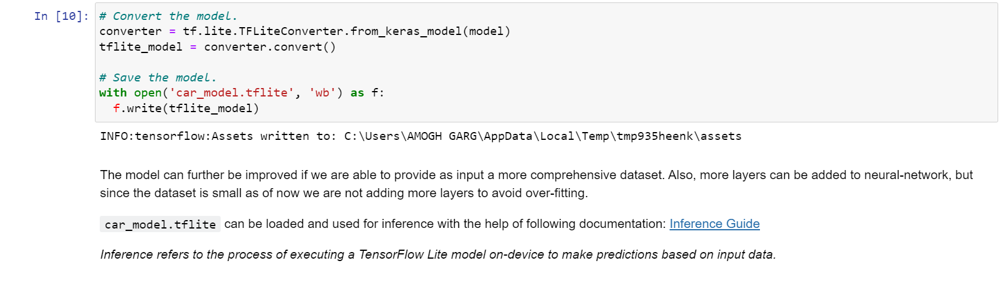 In [10]: # Convert the model.
converter = tf.lite.TFLiteConverter.from_keras_model(model)
tflite_model = converter.convert()

# Save the model.
with open('car_model.tflite', 'wb') as f:
  f.write(tflite_model)
INFO:tensorflow:Assets written to: C:\Users\AMOGH GARG\AppData\Local\Temp\tmp935heenk\assets
The model can further be improved if we are able to provide as input a more comprehensive dataset. Also, more layers can be added to neural-network, but
since the dataset is small as of now we are not adding more layers to avoid over-fitting.
car_model.tflite can be loaded and used for inference with the help of following documentation: Inference Guide
Inference refers to the process of executing a TensorFlow Lite model on-device to make predictions based on input data.